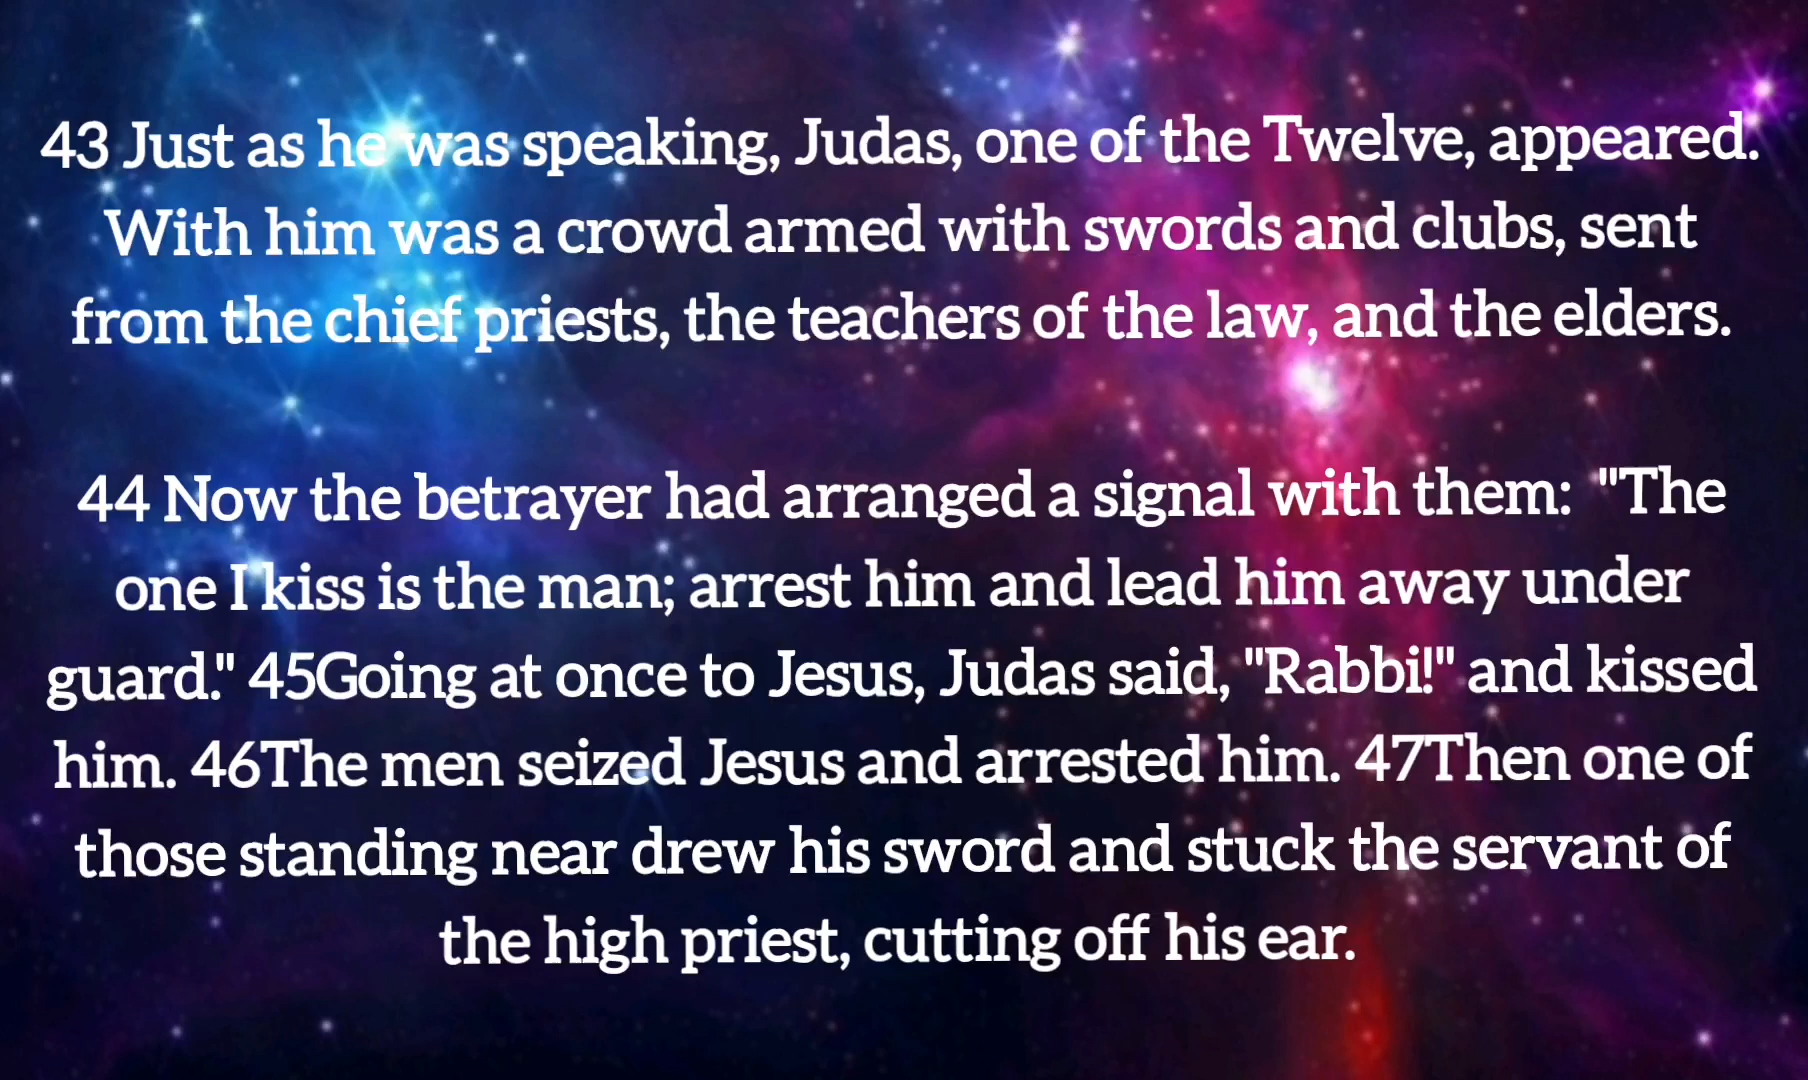 43 Just as he was speaking, Judas, one of the Twelve, appeared.
With him was a crowd armed with swords and clubs, sent
from the chief priests, the teachers of the law, and the elders.
44 Now the betrayer had arranged a signal with them:  "The
one I kiss is the man; arrest him and lead him away under
guard." 45Going at once to Jesus, Judas said, "Rabbi!" and kissed
him. 46The men seized Jesus and arrested him. 47Then one of
those standing near drew his sword and stuck the servant of
the high priest, cutting off his ear.